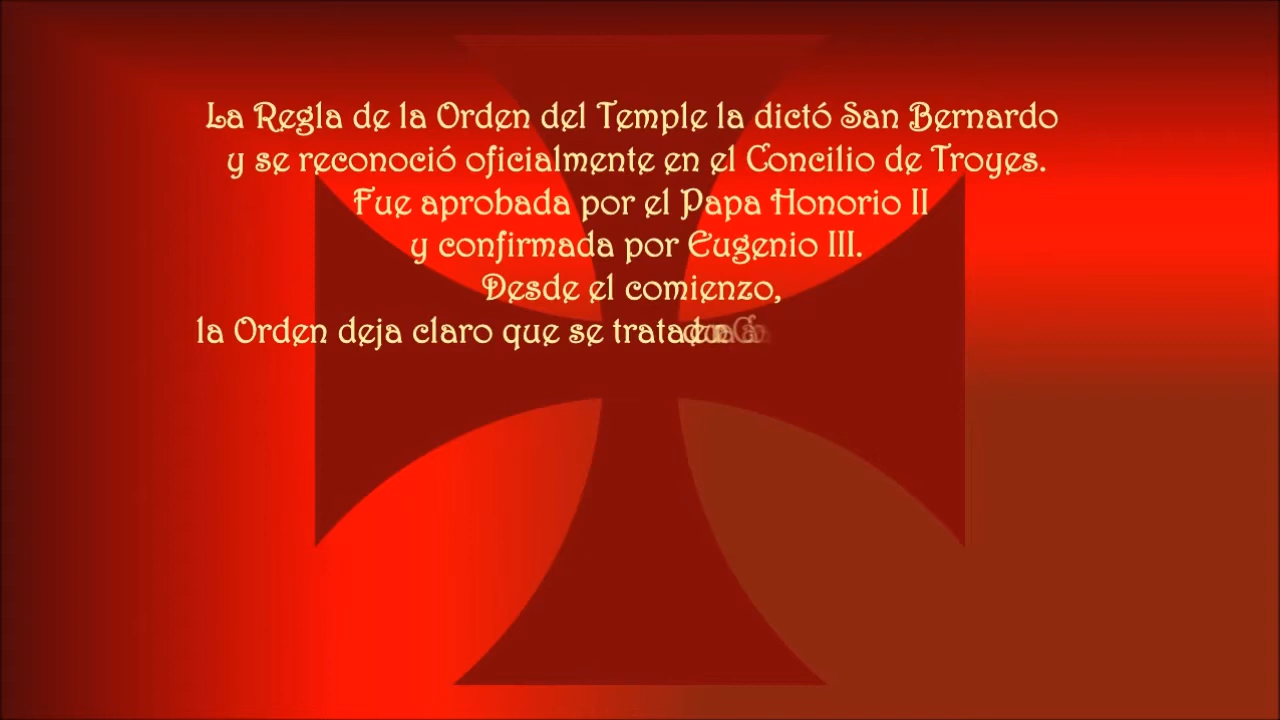 La Regla de la Orden del Temple la dictó San Bernardo
y se reconoció oficialmente en el Concilio de Troyes.
Fue aprobada por el Papa Honorio II
y confirmada por Eugenio III.
Desde el comienzo,
la Orden deja claro que se trata